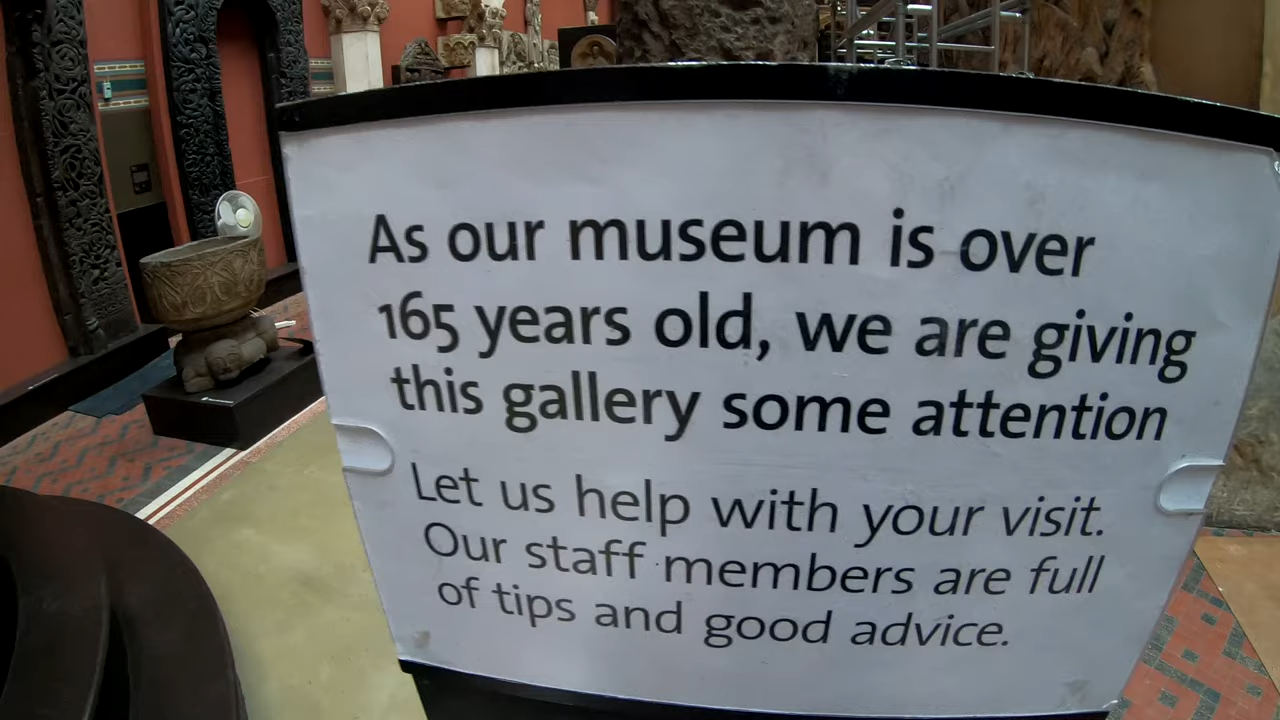 As our museum is over
165 years old, we are giving
this gallery some attention
Let us help with your visit.
Our staff members are full
of tips and good advice.